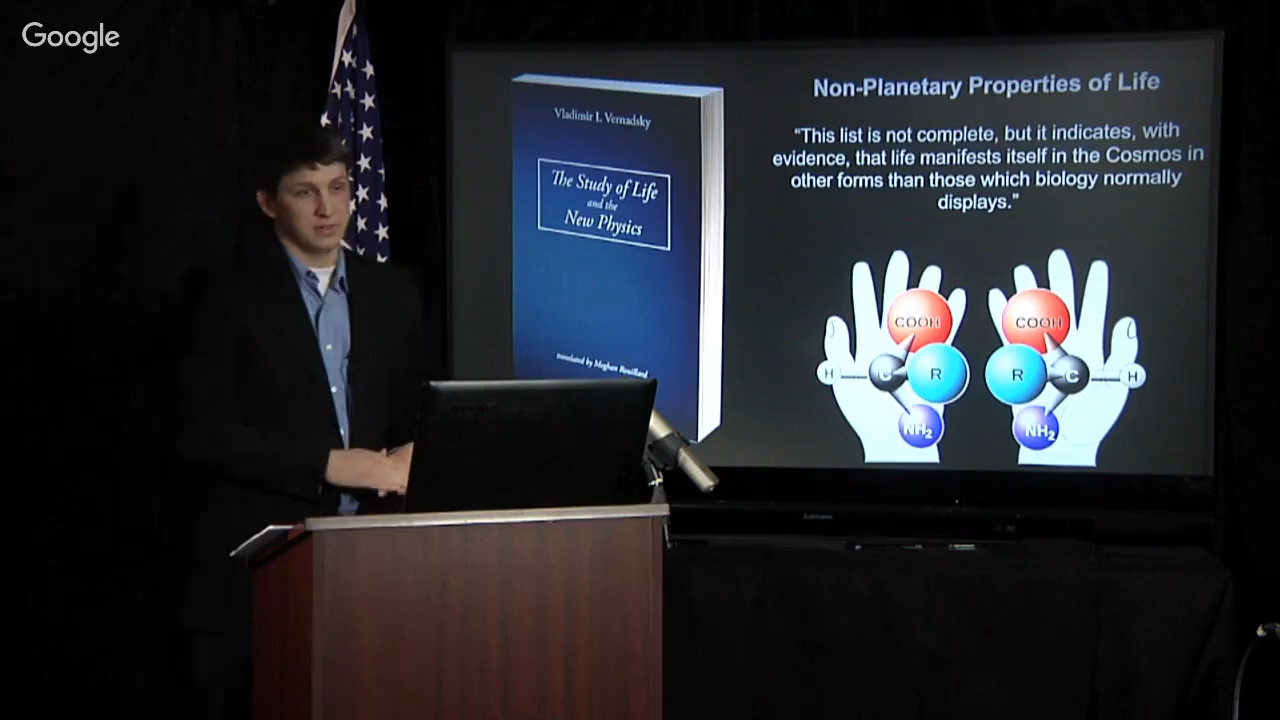 Google
Vladimir I. Vernadsky
The Study of Life
and the
New Physics
translated by Meghan Rouillard
Non-Planetary Properties of Life
“This list is not complete, but it indicates, with
evidence, that life manifests itself in the Cosmos in
other forms than those which biology normally
displays.”
COOH
COOH
H
C
R
R
C
H
NH₂
NH₂
lenovo